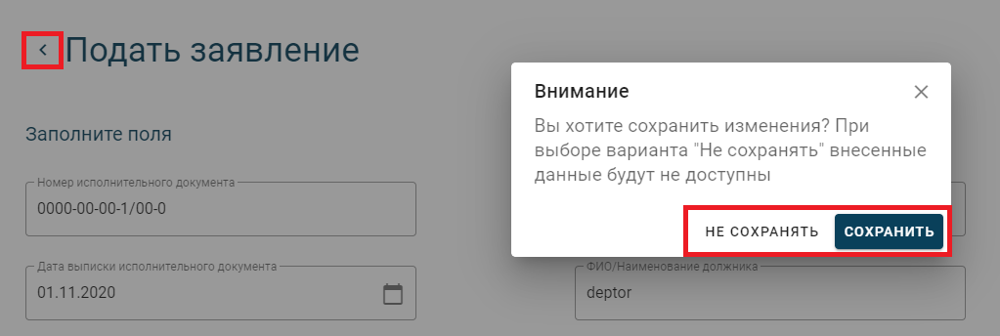 Подать заявление
Внимание
Вы хотите сохранить изменения? При
выборе варианта "Не сохранять" внесенные
данные будут не доступны
НЕ СОХРАНЯТЬ СОХРАНИТЬ
Заполните поля
Номер исполнительного документа
0000-00-00-1/00-0
Дата выписки исполнительного документа
01.11.2020
ФИО/Наименование должника
deptor